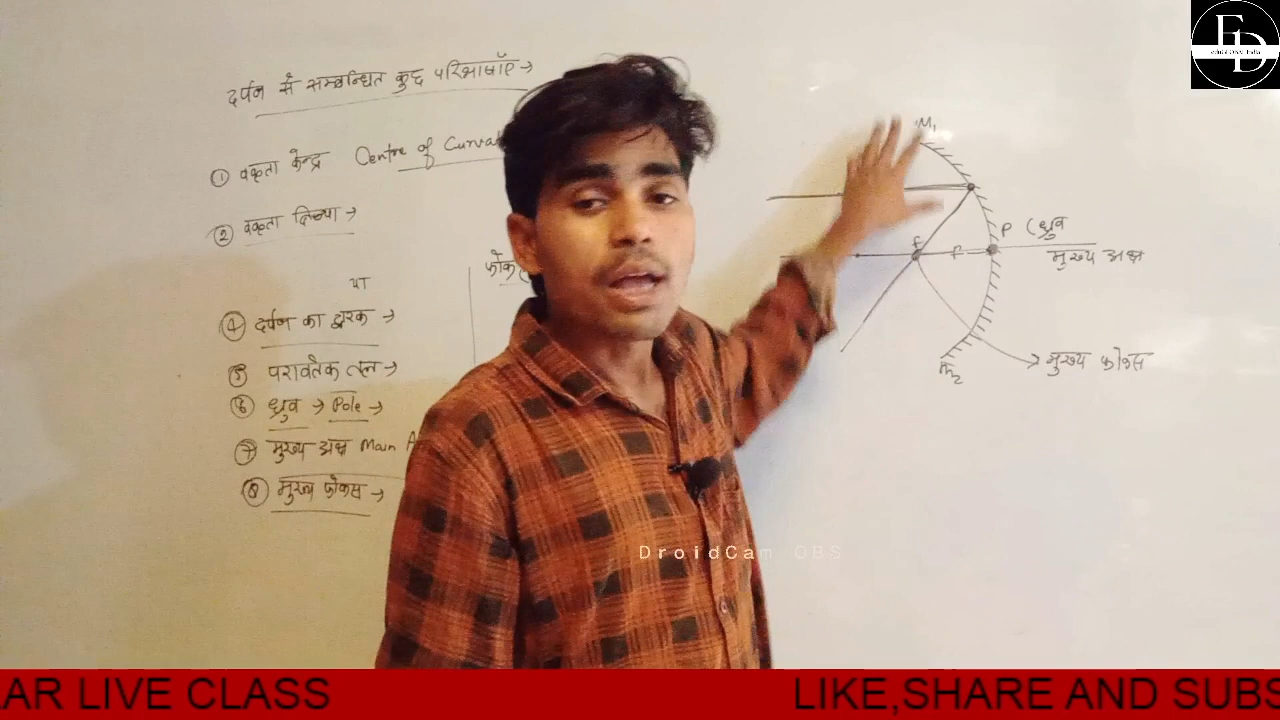 दर्पण से सम्बन्धित कुछ परिभाषाएँ →
① वक्रता केन्द्र Centre of Curva
② वक्रता त्रिज्या →
फोक
या
④ दर्पण का द्वारक →
⑤ परावर्तक तल →
⑥ ध्रुव → Pole →
⑦ मुख्य अक्ष Main A
⑧ मुख्य फोकस →
M₁
P (ध्रुव
मुख्य अक्ष
F
f
मुख्य फोकस
M₂
ED
DroidCam OBS
AR LIVE CLASS
LIKE,SHARE AND SUBS